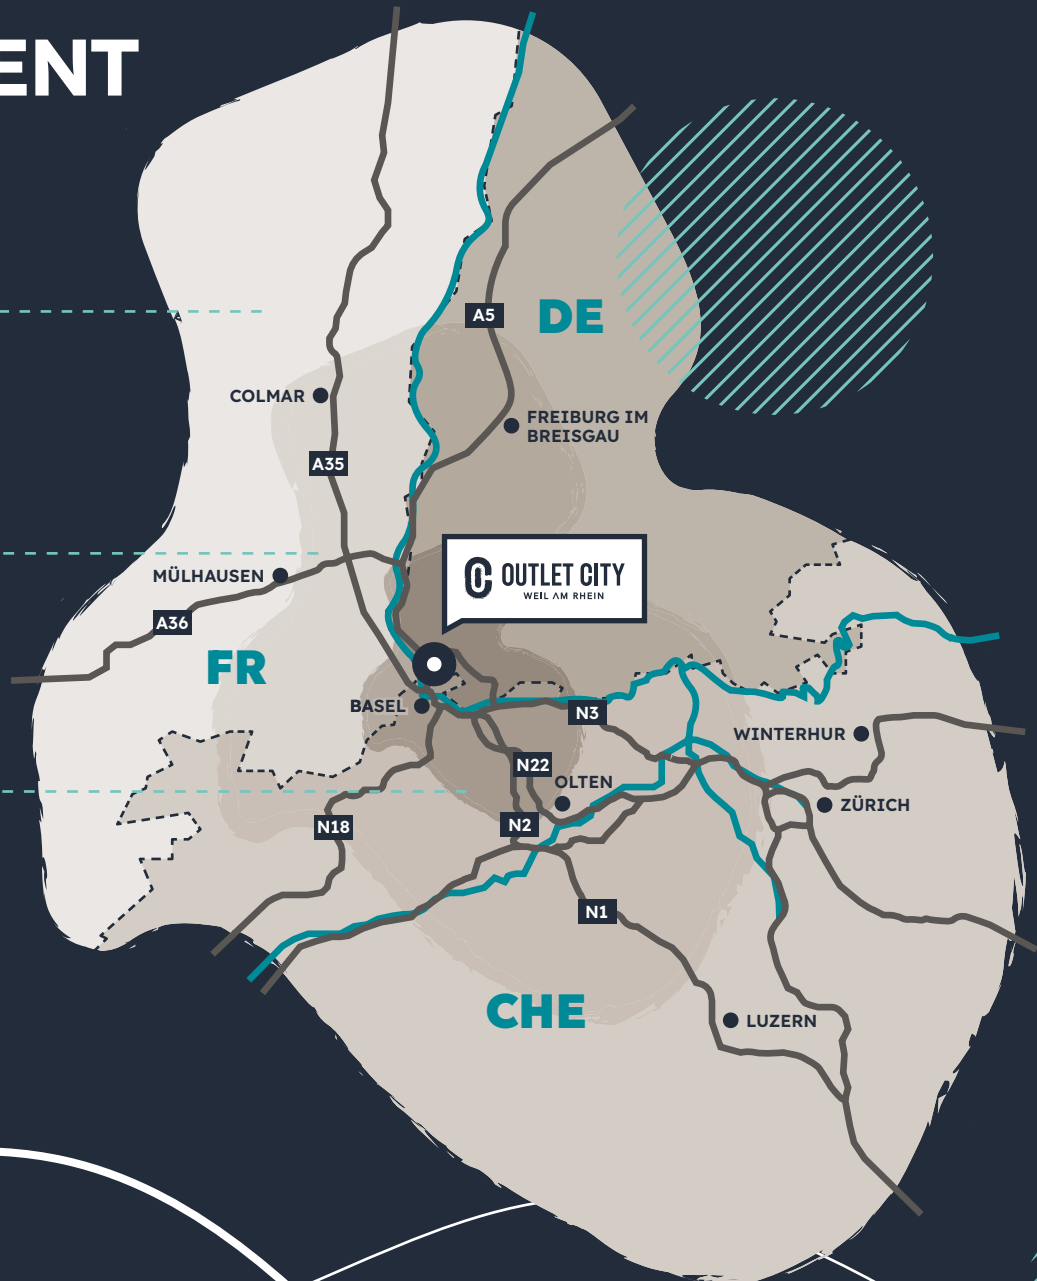 ENT
A5
DE
COLMAR
FREIBURG IM
BREISGAU
A35
OUTLET CITY
WEIL AM RHEIN
MÜLHAUSEN
A36
FR
BASEL
N3
WINTERHUR
N22
OLTEN
ZÜRICH
N18
N2
N1
CHE
LUZERN